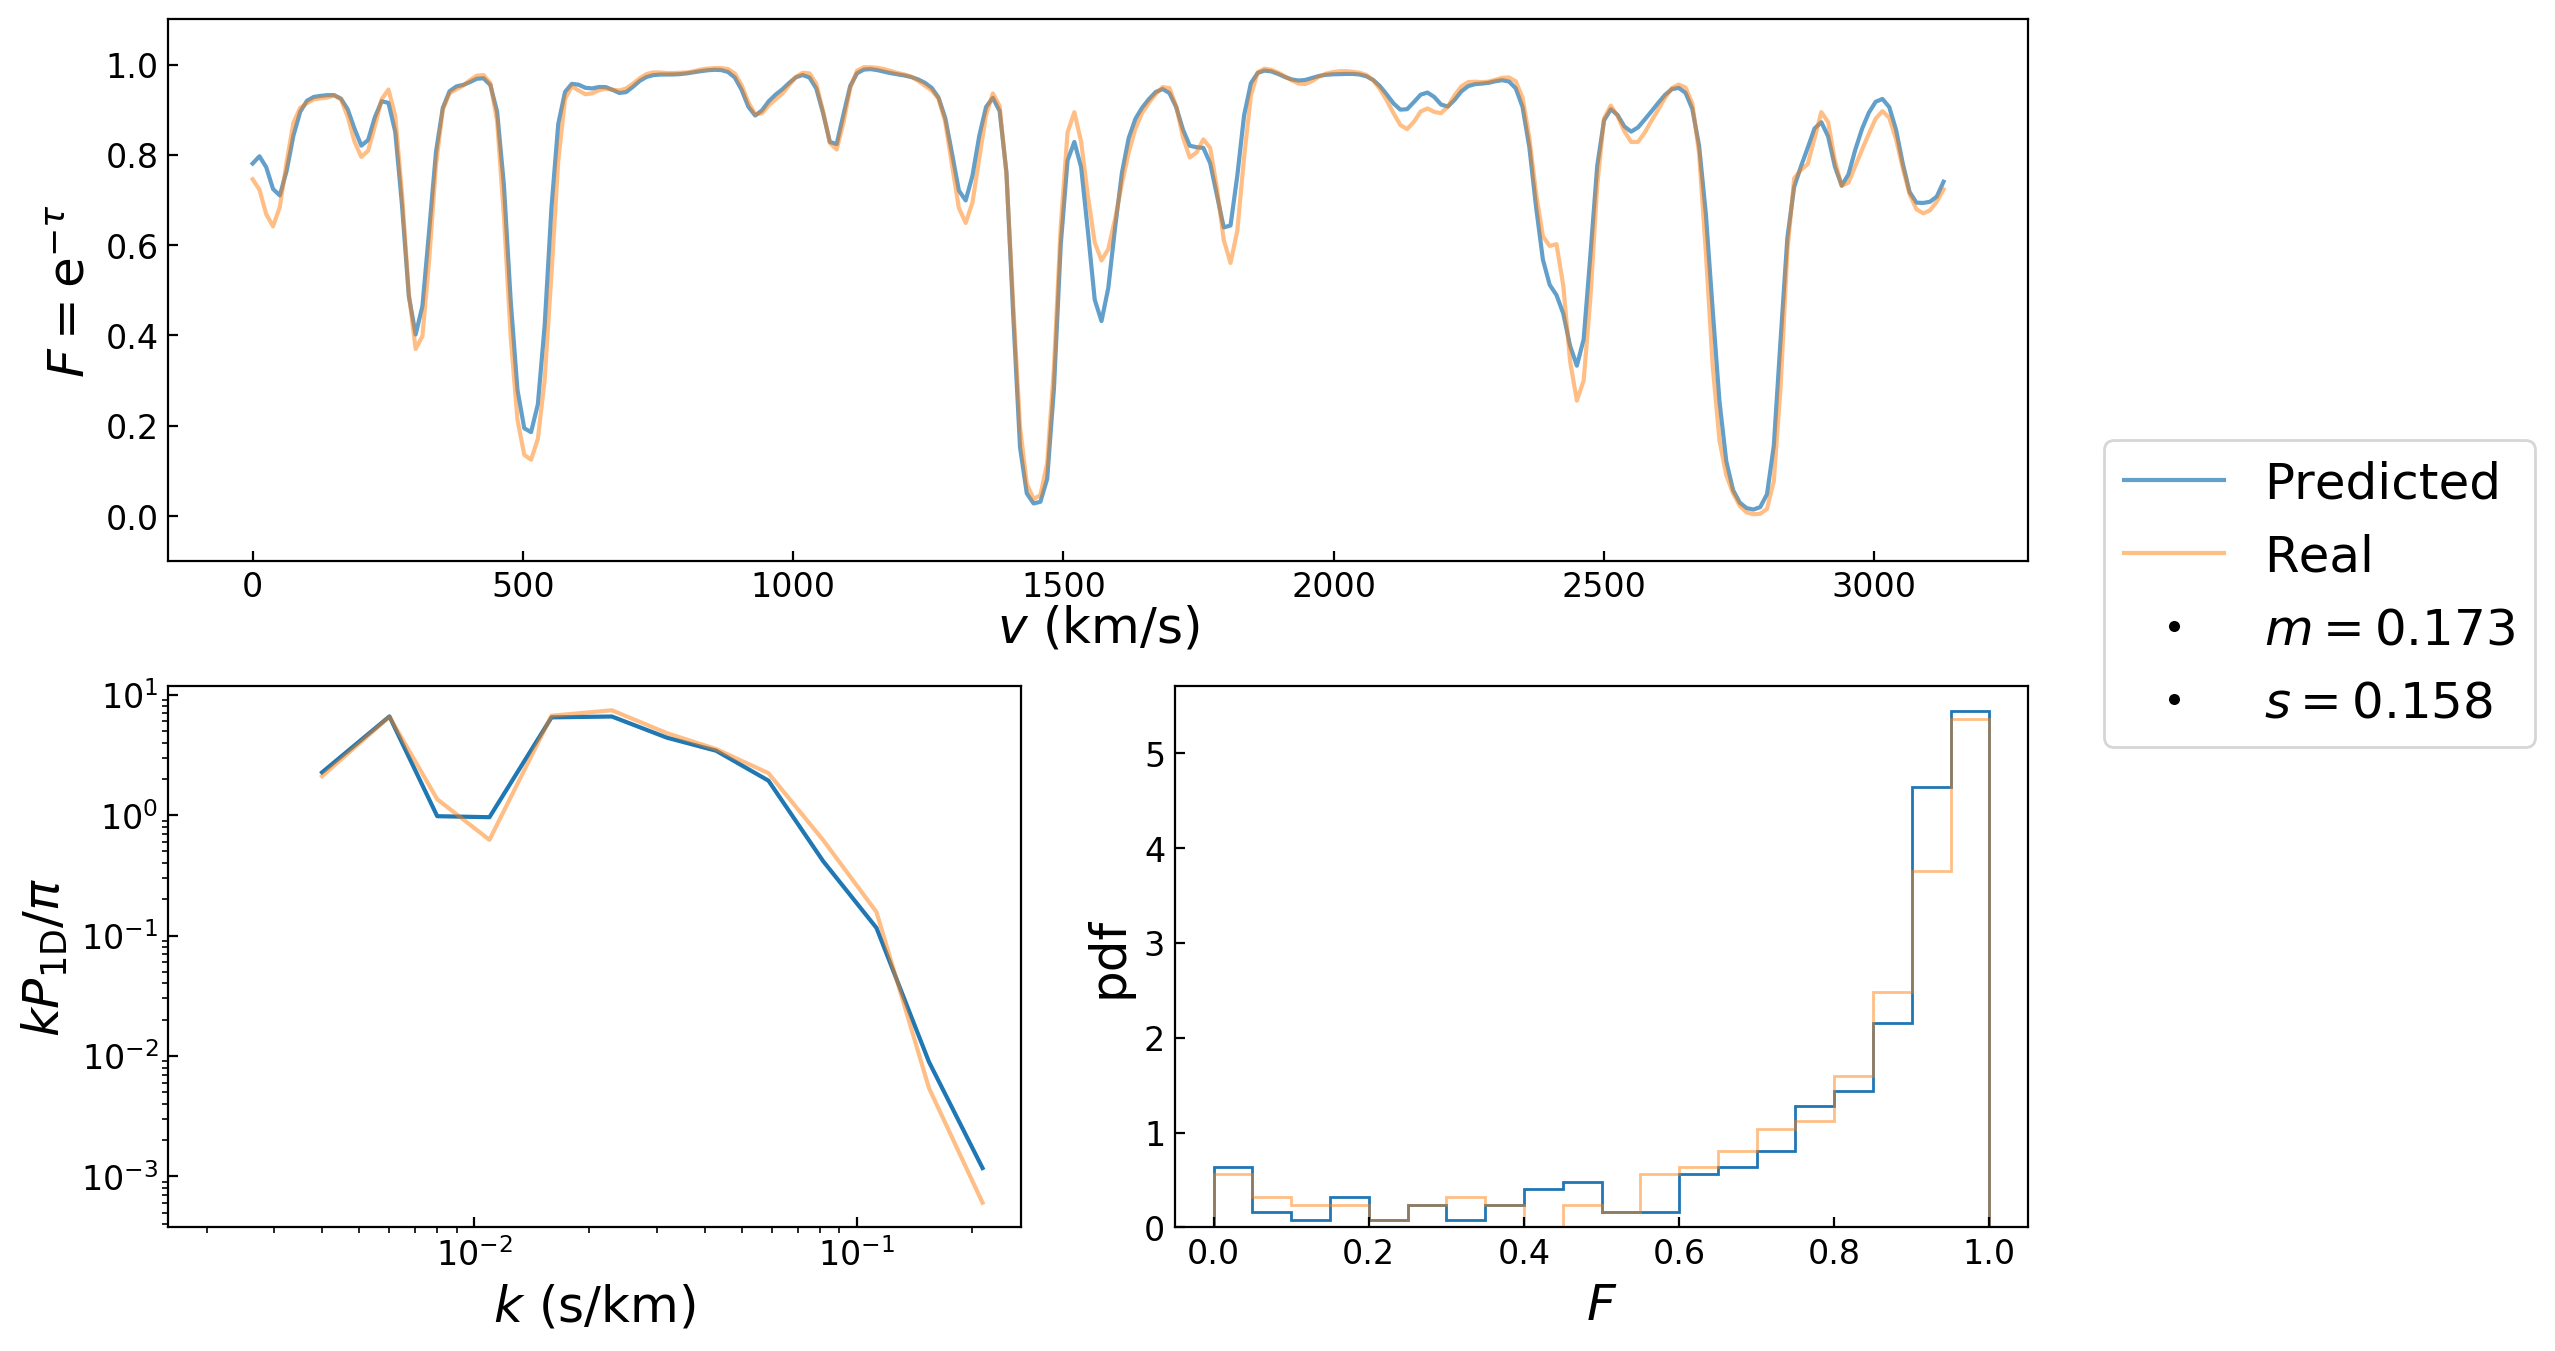 F = e^{-τ}
1.0
0.8
0.6
0.4
0.2
0.0
0 500 1000 1500 2000 2500 3000
v (km/s)
Predicted
Real
m = 0.173
s = 0.158
kP_{1D}/π
10^1
10^0
10^{-1}
10^{-2}
10^{-3}
10^{-2} 10^{-1}
k (s/km)
pdf
5
4
3
2
1
0
0.0 0.2 0.4 0.6 0.8 1.0
F